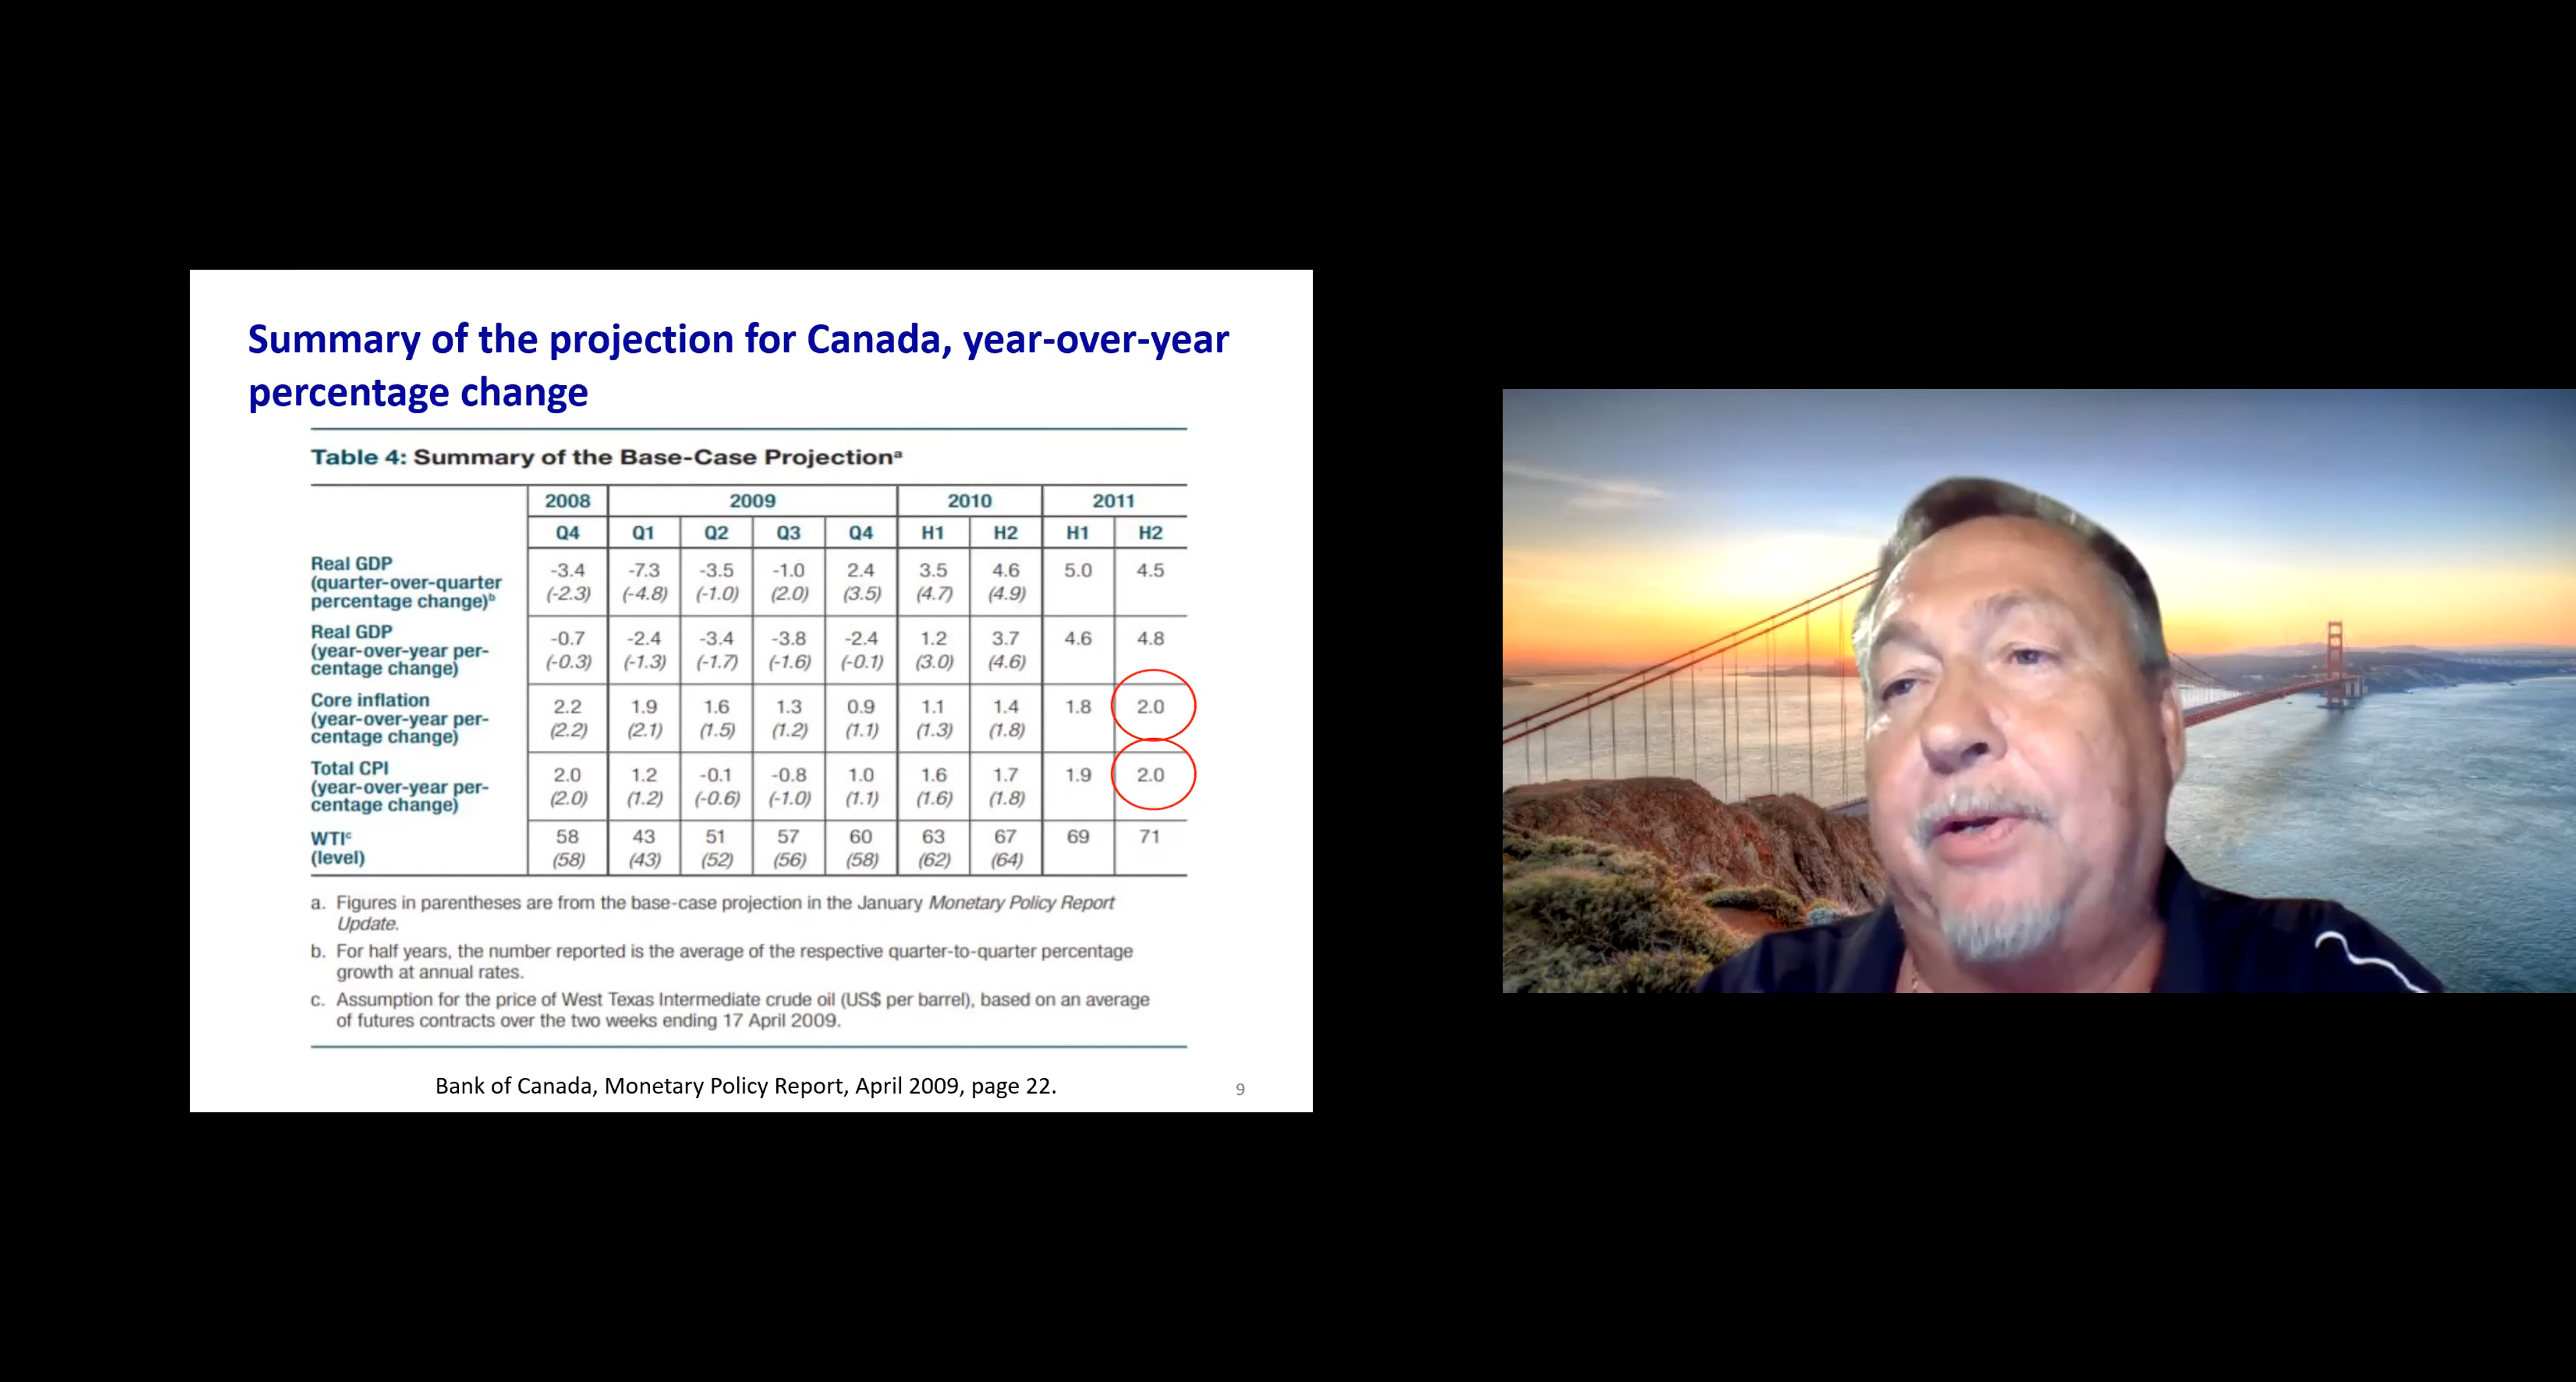 Summary of the projection for Canada, year-over-year
percentage change
Table 4: Summary of the Base-Case Projectionᵃ
2008 2009 2010 2011
Q4 Q1 Q2 Q3 Q4 H1 H2 H1 H2
Real GDP
(quarter-over-quarter
percentage change)ᵇ
-3.4 -7.3 -3.5 -1.0 2.4 3.5 4.6 5.0 4.5
(-2.3) (-4.8) (-1.0) (2.0) (3.5) (4.7) (4.9)
Real GDP
(year-over-year per-
centage change)
-0.7 -2.4 -3.4 -3.8 -2.4 1.2 3.7 4.6 4.8
(-0.3) (-1.3) (-1.7) (-1.6) (-0.1) (3.0) (4.6)
Core inflation
(year-over-year per-
centage change)
2.2 1.9 1.6 1.3 0.9 1.1 1.4 1.8 2.0
(2.2) (2.1) (1.5) (1.2) (1.1) (1.3) (1.8)
Total CPI
(year-over-year per-
centage change)
2.0 1.2 -0.1 -0.8 1.0 1.6 1.7 1.9 2.0
(2.0) (1.2) (-0.6) (-1.0) (1.1) (1.6) (1.8)
WTIᶜ
(level)
58 43 51 57 60 63 67 69 71
(58) (43) (52) (56) (58) (62) (64)
a. Figures in parentheses are from the base-case projection in the January Monetary Policy Report
Update.
b. For half years, the number reported is the average of the respective quarter-to-quarter percentage
growth at annual rates.
c. Assumption for the price of West Texas Intermediate crude oil (US$ per barrel), based on an average
of futures contracts over the two weeks ending 17 April 2009.
Bank of Canada, Monetary Policy Report, April 2009, page 22.
9